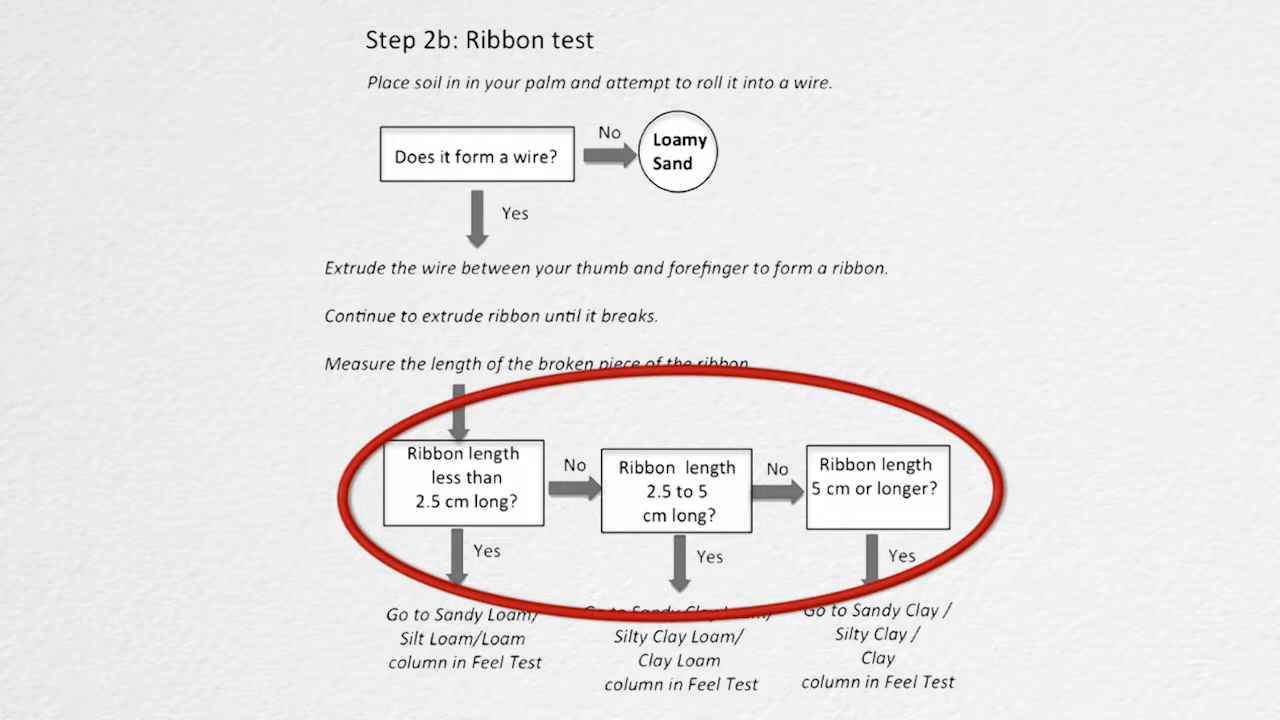 Step 2b: Ribbon test
Place soil in in your palm and attempt to roll it into a wire.
Does it form a wire?
No
Loamy
Sand
Yes
Extrude the wire between your thumb and forefinger to form a ribbon.
Continue to extrude ribbon until it breaks.
Measure the length of the broken piece of the ribbon
Ribbon length
less than
2.5 cm long?
No
Ribbon length
2.5 to 5
cm long?
No
Ribbon length
5 cm or longer?
Yes
Yes
Yes
Go to Sandy Loam/
Silt Loam/Loam
column in Feel Test
Go to Sandy Clay Loam/
Silty Clay Loam/
Clay Loam
column in Feel Test
Go to Sandy Clay /
Silty Clay /
Clay
column in Feel Test